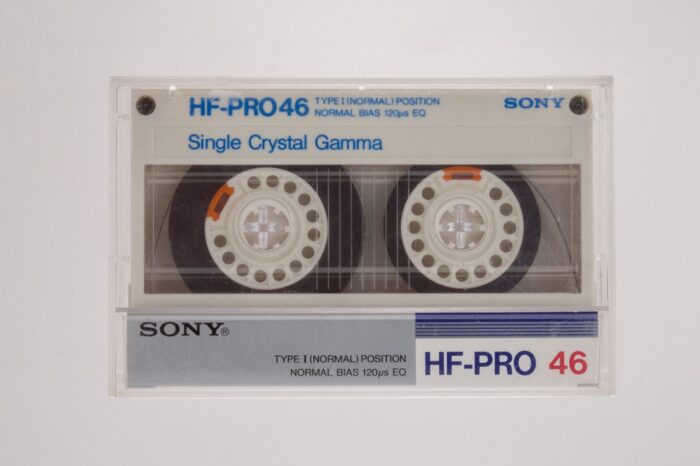 HF-PRO46 TYPE I (NORMAL) POSITION SONY
NORMAL BIAS 120μs EQ
Single Crystal Gamma
SONY®
TYPE I (NORMAL) POSITION
NORMAL BIAS 120μs EQ
HF-PRO 46